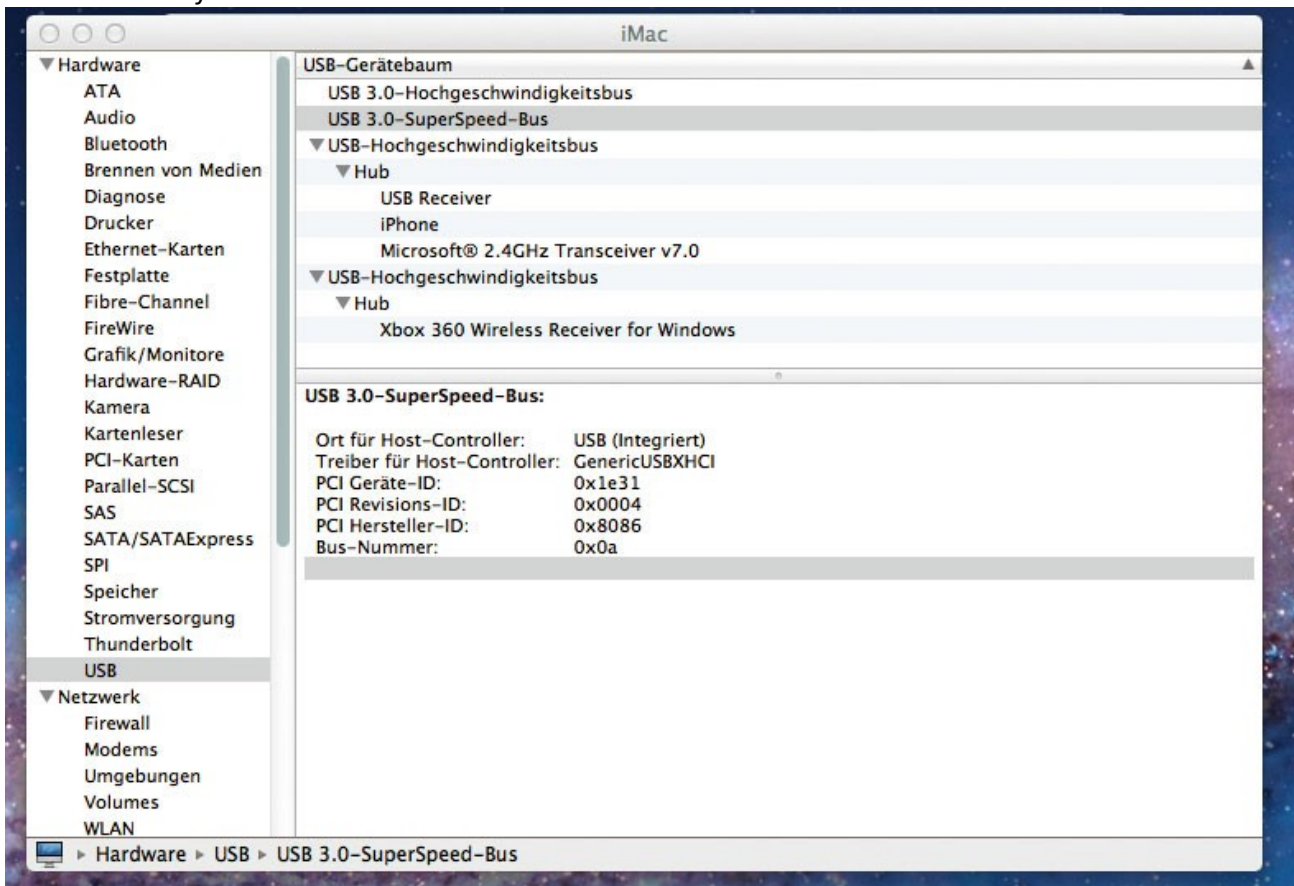 iMac
Hardware
ATA
Audio
Bluetooth
Brennen von Medien
Diagnose
Drucker
Ethernet-Karten
Festplatte
Fibre-Channel
FireWire
Grafik/Monitore
Hardware-RAID
Kamera
Kartenleser
PCI-Karten
Parallel-SCSI
SAS
SATA/SATAExpress
SPI
Speicher
Stromversorgung
Thunderbolt
USB
Netzwerk
Firewall
Modems
Umgebungen
Volumes
WLAN
USB-Gerätebaum
USB 3.0-Hochgeschwindigkeitsbus
USB 3.0-SuperSpeed-Bus
USB-Hochgeschwindigkeitsbus
Hub
USB Receiver
iPhone
Microsoft® 2.4GHz Transceiver v7.0
USB-Hochgeschwindigkeitsbus
Hub
Xbox 360 Wireless Receiver for Windows
USB 3.0-SuperSpeed-Bus:
Ort für Host-Controller: USB (Integriert)
Treiber für Host-Controller: GenericUSBXHCI
PCI Geräte-ID: 0x1e31
PCI Revisions-ID: 0x0004
PCI Hersteller-ID: 0x8086
Bus-Nummer: 0x0a
Hardware ▸ USB ▸ USB 3.0-SuperSpeed-Bus